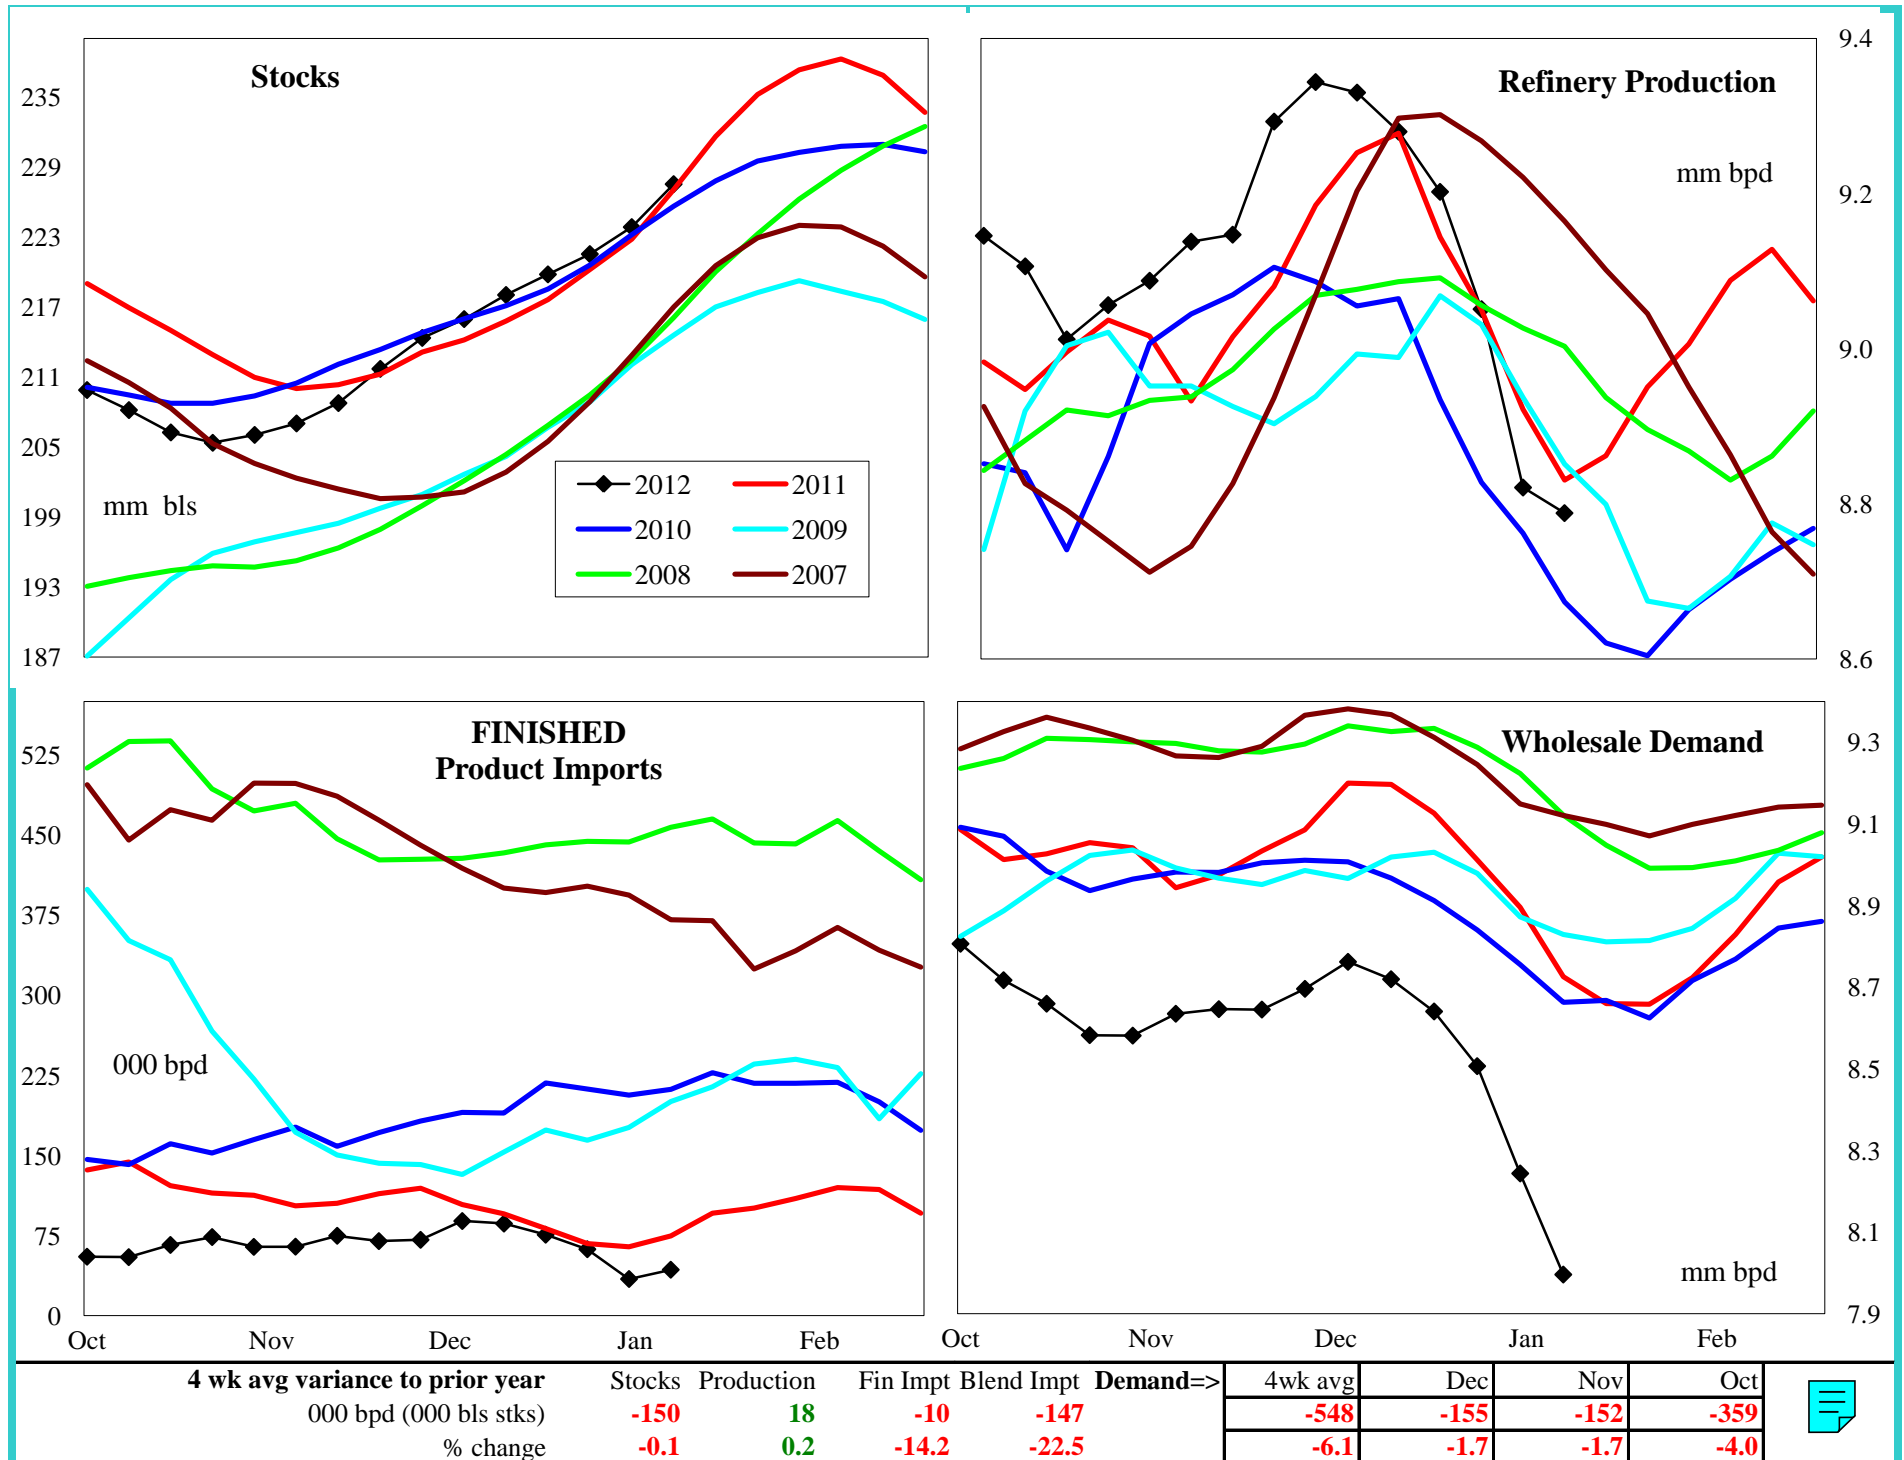 Stocks
235
229
223
217
211
205
199
193
187
mm bls
2012 2011
2010 2009
2008 2007
Refinery Production
mm bpd
9.4
9.2
9.0
8.8
8.6
FINISHED
Product Imports
525
450
375
300
225
150
75
0
000 bpd
Oct Nov Dec Jan Feb
Wholesale Demand
9.3
9.1
8.9
8.7
8.5
8.3
8.1
7.9
mm bpd
Oct Nov Dec Jan Feb
4 wk avg variance to prior year Stocks Production Fin Impt Blend Impt Demand=> 4wk avg Dec Nov Oct
000 bpd (000 bls stks) -150 18 -10 -147 -548 -155 -152 -359
% change -0.1 0.2 -14.2 -22.5 -6.1 -1.7 -1.7 -4.0